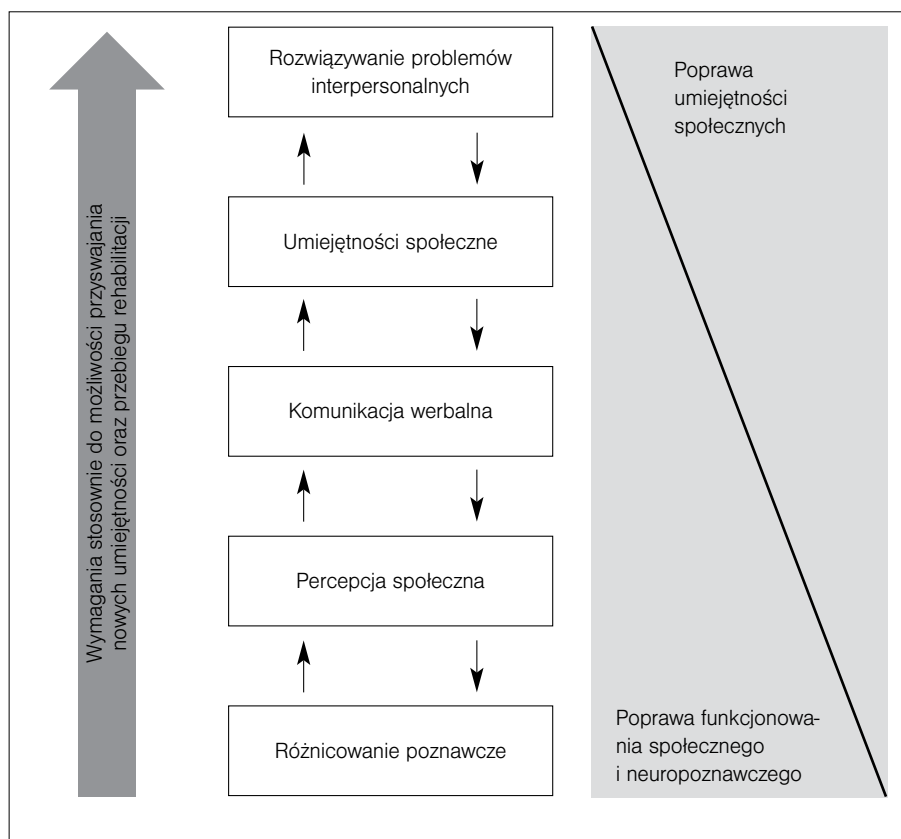 Wymagania stosownie do możliwości przyswajania
nowych umiejętności oraz przebiegu rehabilitacji
Rozwiązywanie problemów
interpersonalnych
Umiejętności społeczne
Komunikacja werbalna
Percepcja społeczna
Różnicowanie poznawcze
Poprawa
umiejętności
społecznych
Poprawa funkcjonowa-
nia społecznego
i neuropoznawczego